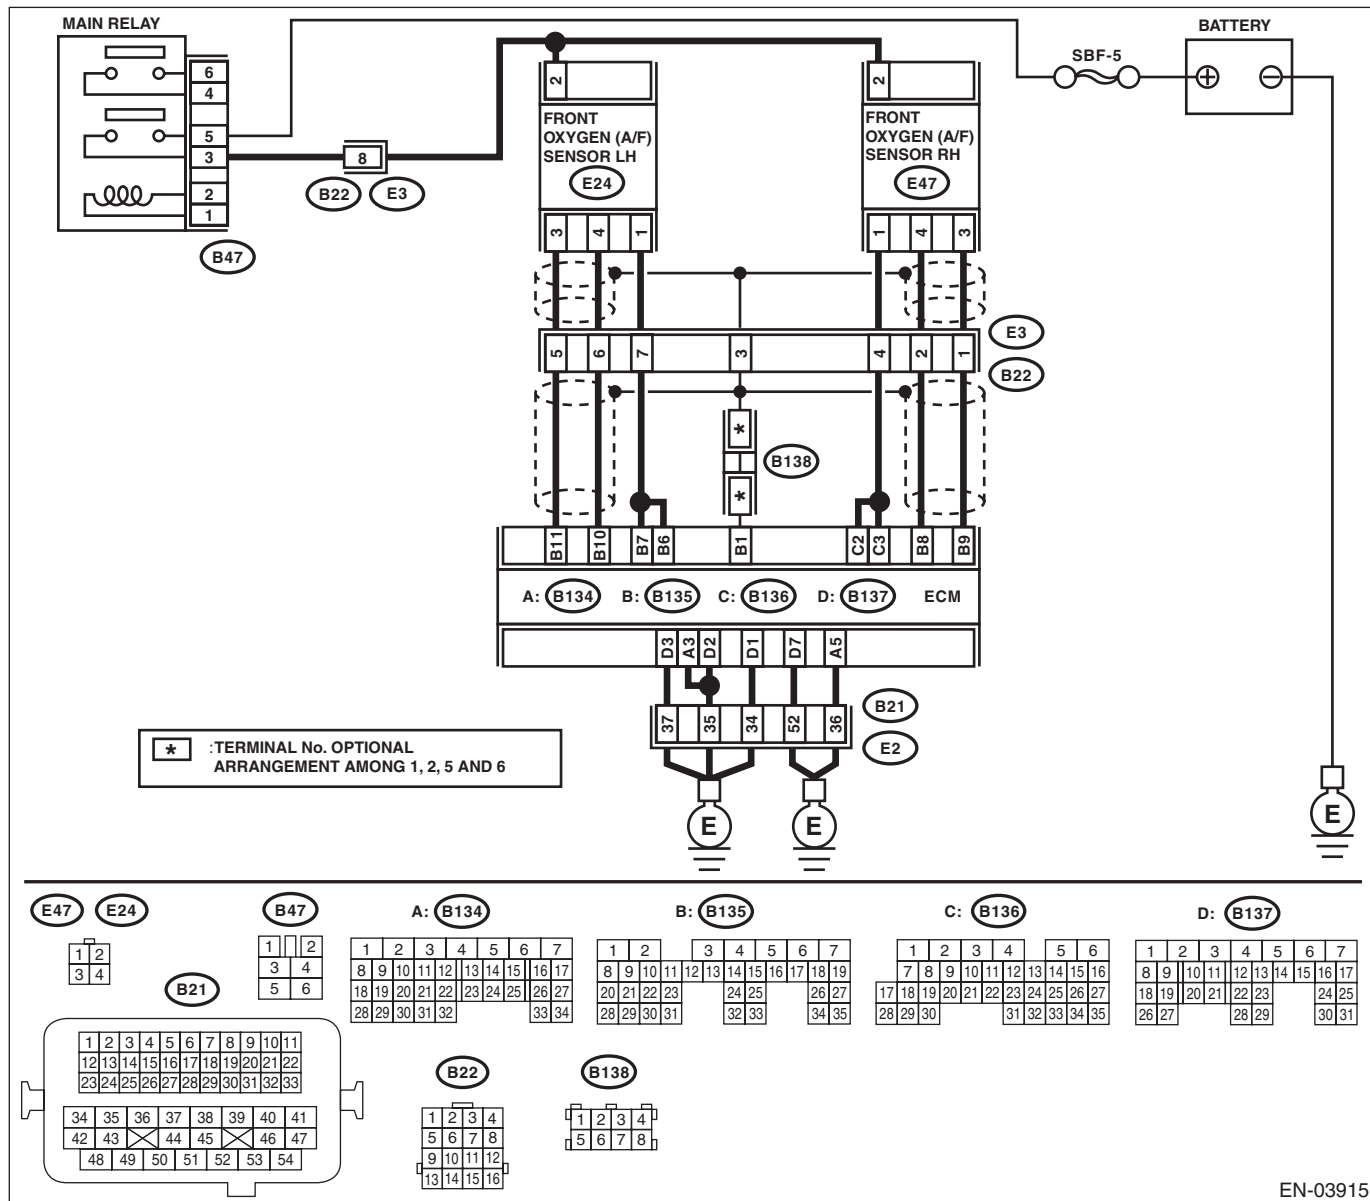 MAIN RELAY
BATTERY
SBF-5
6
4
5
3
2
1
B47
8
B22 E3
2
FRONT
OXYGEN (A/F)
SENSOR LH
E24
2
FRONT
OXYGEN (A/F)
SENSOR RH
E47
3 4 1
1 4 3
5 6 7 3 4 2 1
E3
B22
*
*
B138
B11 B10 B7 B6 B1 C2 C3 B8 B9
A: B134 B: B135 C: B136 D: B137 ECM
D3 A3 D2 D1 D7 A5
37 35 34 52 36
B21
E2
E E E
* :TERMINAL No. OPTIONAL
ARRANGEMENT AMONG 1, 2, 5 AND 6
E47 E24
1 2
3 4
B47
1 2
3 4
5 6
A: B134
1 2 3 4 5 6 7
8 9 10 11 12 13 14 15 16 17
18 19 20 21 22 23 24 25 26 27
28 29 30 31 32 33 34
B: B135
1 2 3 4 5 6 7
8 9 10 11 12 13 14 15 16 17 18 19
20 21 22 23 24 25 26 27
28 29 30 31 32 33 34 35
C: B136
1 2 3 4 5 6
7 8 9 10 11 12 13 14 15 16
17 18 19 20 21 22 23 24 25 26 27
28 29 30 31 32 33 34 35
D: B137
1 2 3 4 5 6 7
8 9 10 11 12 13 14 15 16 17
18 19 20 21 22 23 24 25
26 27 28 29 30 31
B21
1 2 3 4 5 6 7 8 9 10 11
12 13 14 15 16 17 18 19 20 21 22
23 24 25 26 27 28 29 30 31 32 33
34 35 36 37 38 39 40 41
42 43 44 45 46 47
48 49 50 51 52 53 54
B22
1 2 3 4
5 6 7 8
9 10 11 12
13 14 15 16
B138
1 2 3 4
5 6 7 8
EN-03915